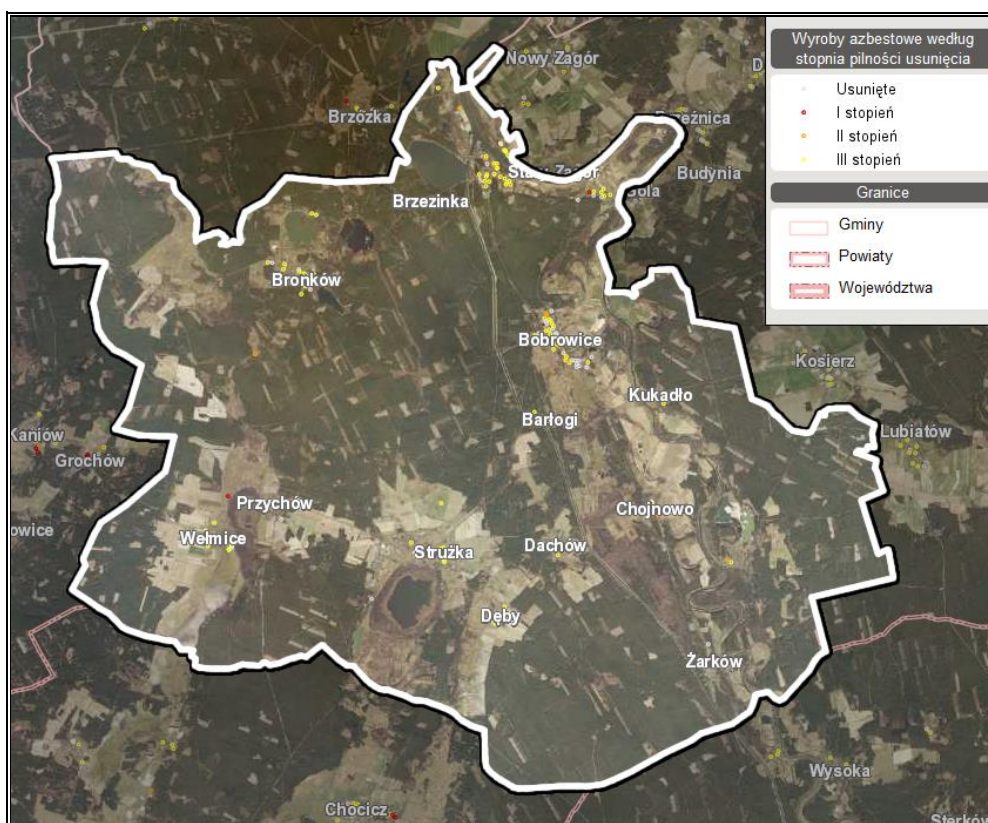 Wyroby azbestowe według
stopnia pilności usunięcia
Usunięte
I stopień
II stopień
III stopień
Granice
Gminy
Powiaty
Województwa
Nowy Zagór
Brzózka
Budynia
Brzezinka
Bronków
Bobrowice
Kosierz
Kukadło
Barłogi
Lubiatów
Kaniów
Grochów
Przychów
Chojnowo
owice
Wełmice
Strużka
Dachów
Dęby
Żarków
Wysoka
Chocicz